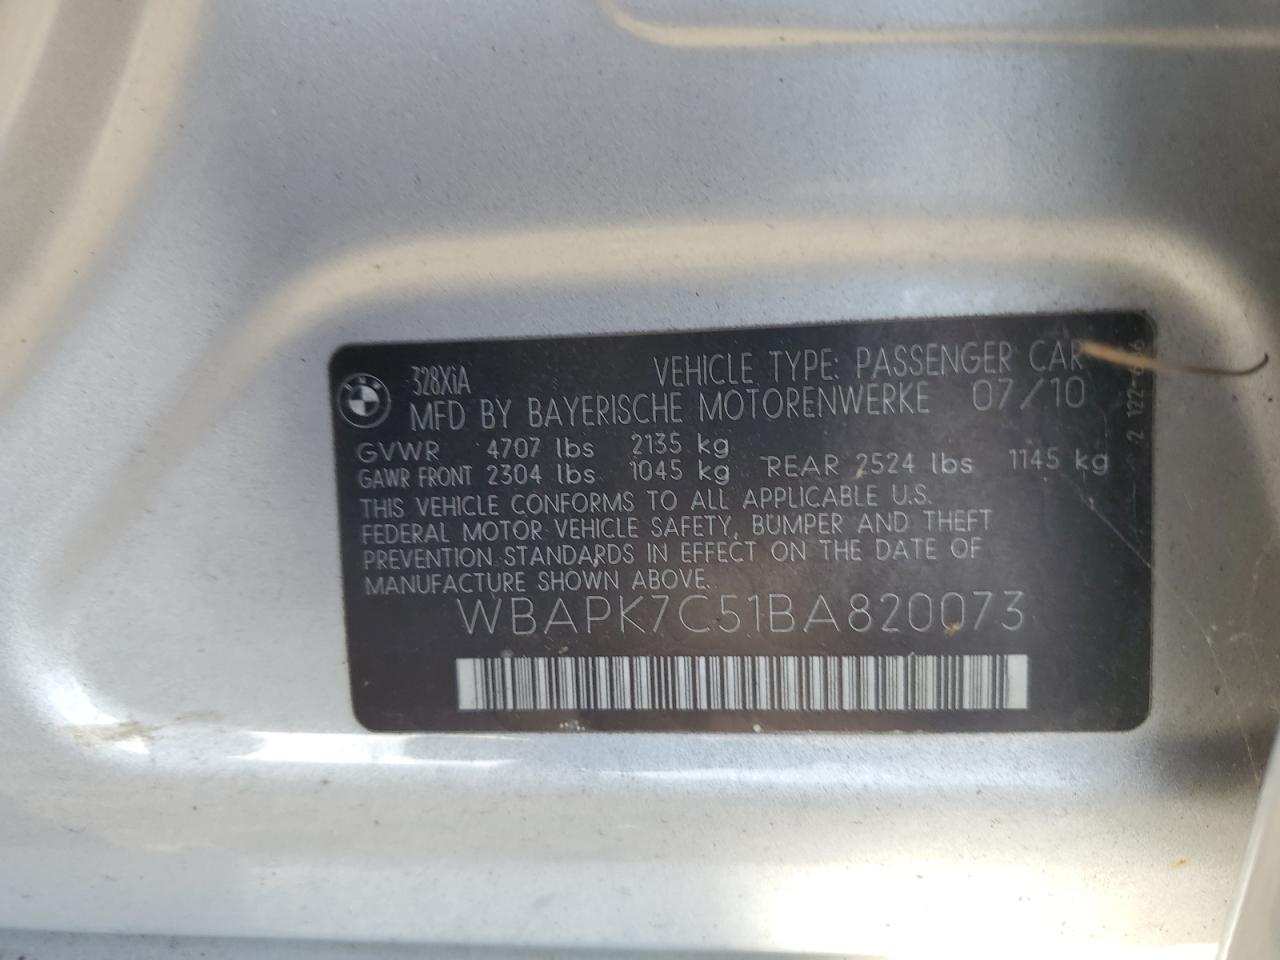 328XiA VEHICLE TYPE: PASSENGER CAR
MFD BY BAYERISCHE MOTORENWERKE 07/10
GVWR 4707 lbs 2135 kg
GAWR FRONT 2304 lbs 1045 kg REAR 2524 lbs 1145 kg
THIS VEHICLE CONFORMS TO ALL APPLICABLE U.S.
FEDERAL MOTOR VEHICLE SAFETY, BUMPER AND THEFT
PREVENTION STANDARDS IN EFFECT ON THE DATE OF
MANUFACTURE SHOWN ABOVE.
WBAPK7C51BA820073